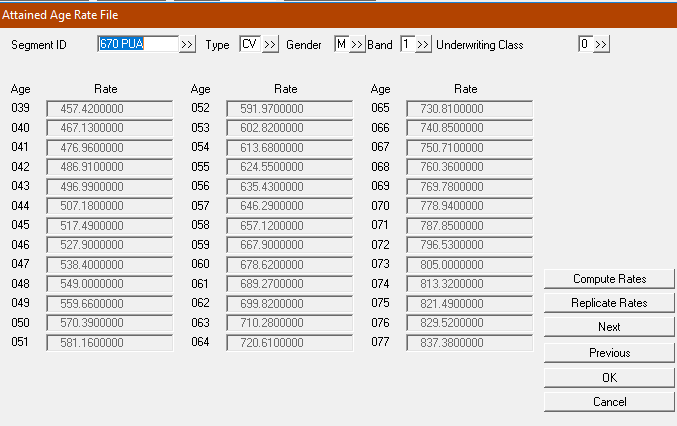 Attained Age Rate File
Segment ID 670 PUA >> Type CV >> Gender M >> Band 1 >> Underwriting Class 0 >>
Age Rate Age Rate Age Rate
039 457.4200000 052 591.9700000 065 730.8100000
040 467.1300000 053 602.8200000 066 740.8500000
041 476.9600000 054 613.6800000 067 750.7100000
042 486.9100000 055 624.5500000 068 760.3600000
043 496.9900000 056 635.4300000 069 769.7800000
044 507.1800000 057 646.2900000 070 778.9400000
045 517.4900000 058 657.1200000 071 787.8500000
046 527.9000000 059 667.9000000 072 796.5300000
047 538.4000000 060 678.6200000 073 805.0000000
048 549.0000000 061 689.2700000 074 813.3200000
049 559.6600000 062 699.8200000 075 821.4900000
050 570.3900000 063 710.2800000 076 829.5200000
051 581.1600000 064 720.6100000 077 837.3800000
Compute Rates
Replicate Rates
Next
Previous
OK
Cancel